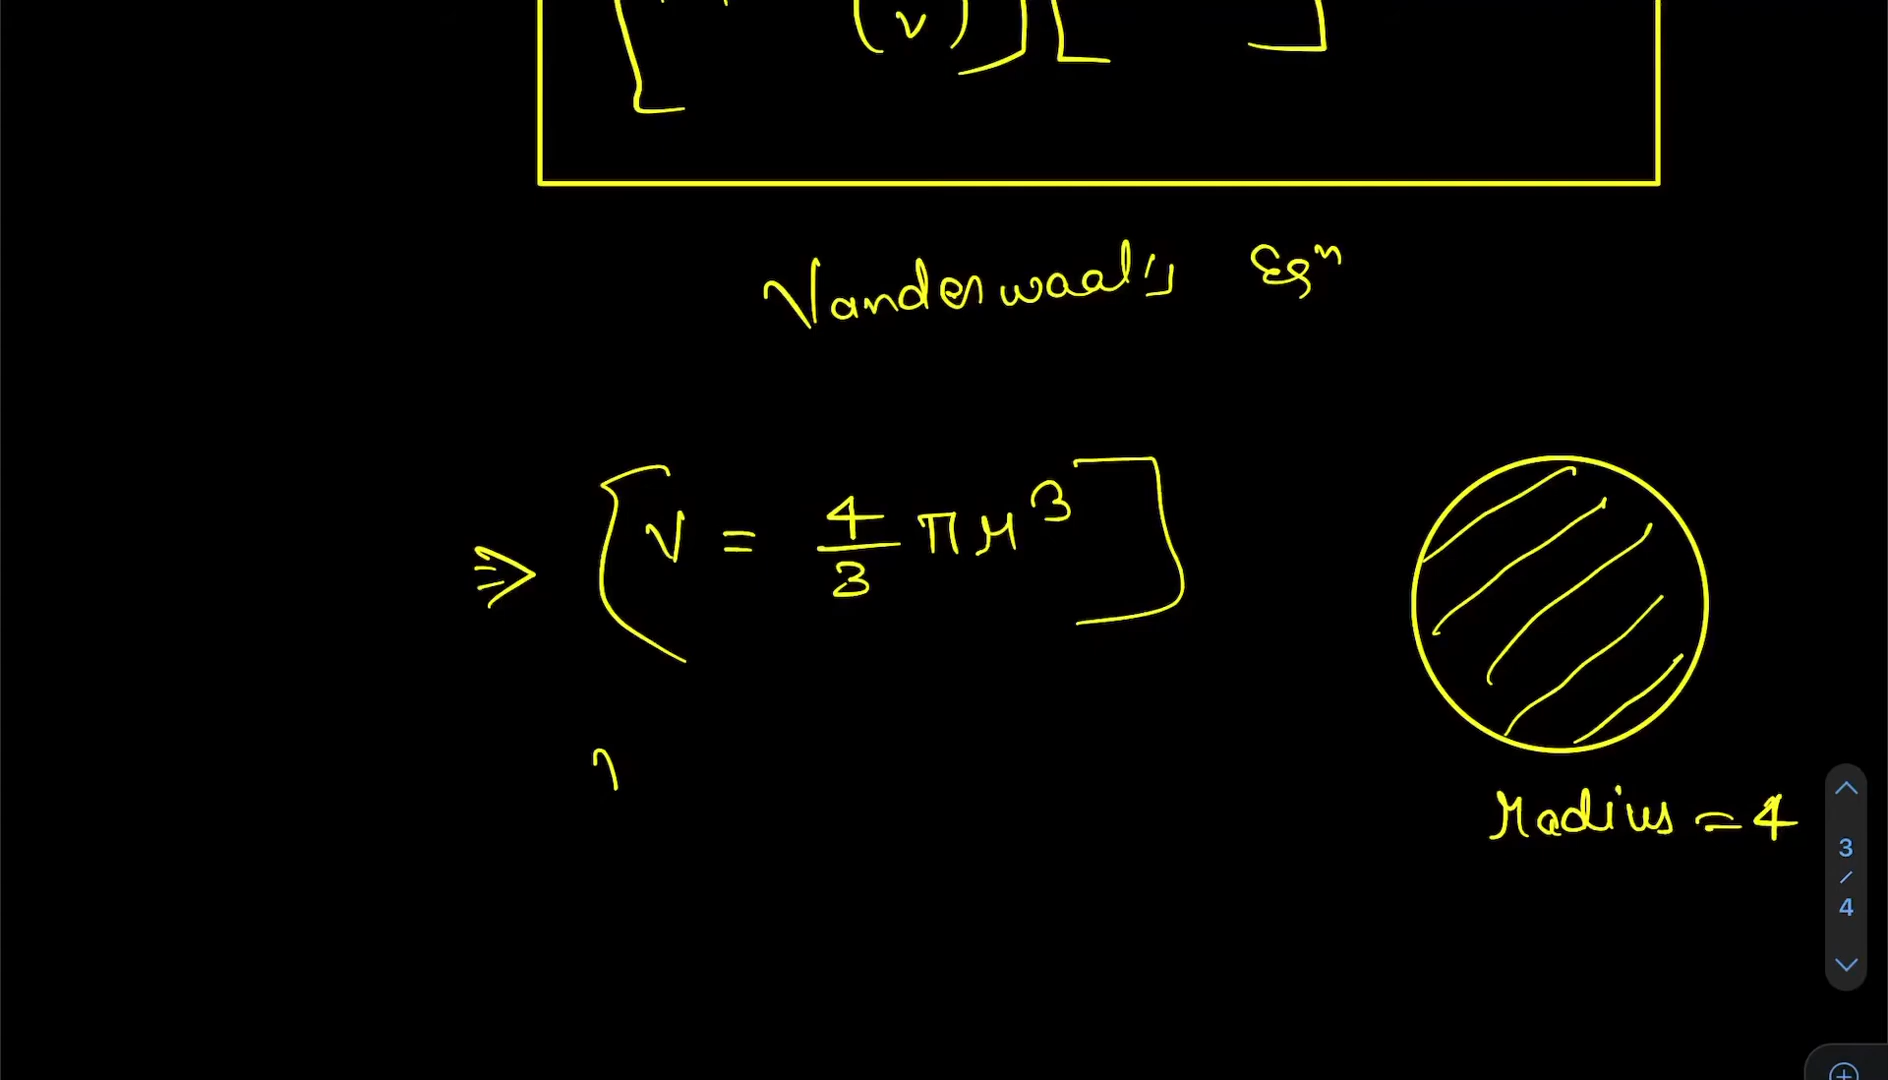 (v)
Vanderwaal's Eqⁿ
⇒ [V = 4/3 πr³]
radius = 4
3
/
4